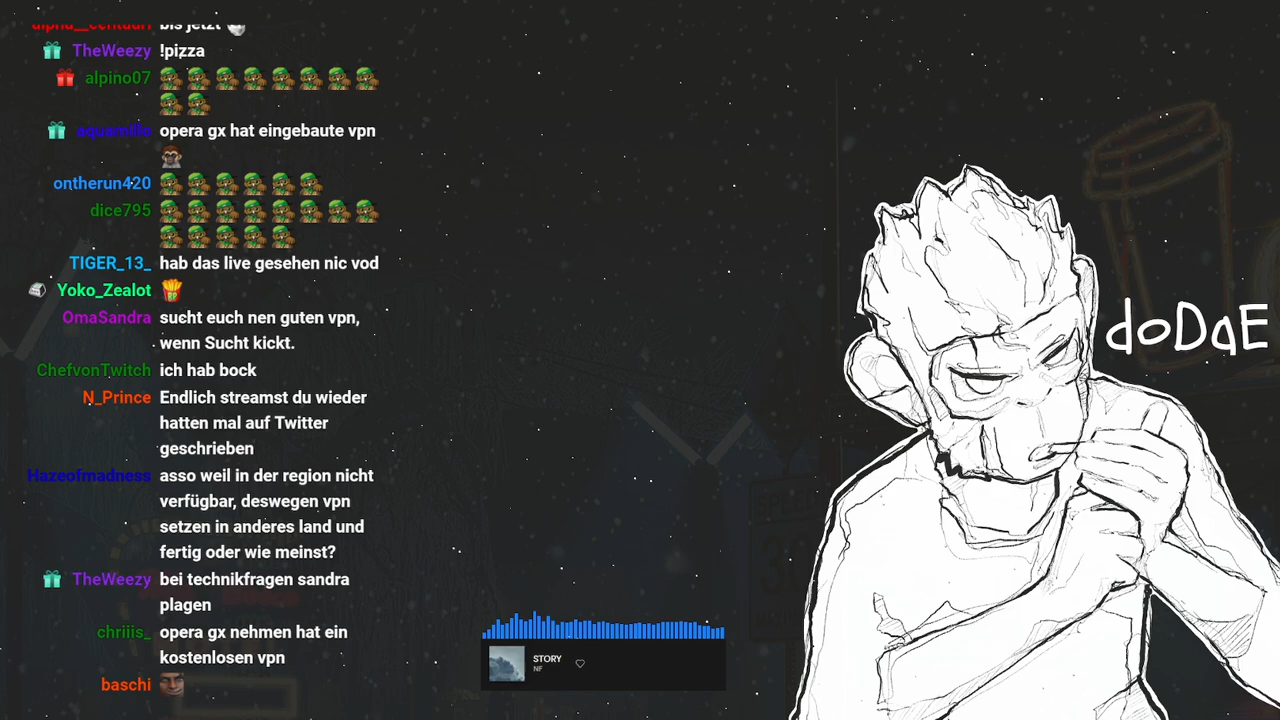 alpha__centauri bis jetzt
TheWeezy !pizza
alpino07
aquamillo opera gx hat eingebaute vpn
ontherun420
dice795
TIGER_13_ hab das live gesehen nic vod
Yoko_Zealot
OmaSandra sucht euch nen guten vpn,
wenn Sucht kickt.
ChefvonTwitch ich hab bock
N_Prince Endlich streamst du wieder
hatten mal auf Twitter
geschrieben
Hazeofmadness asso weil in der region nicht
verfügbar, deswegen vpn
setzen in anderes land und
fertig oder wie meinst?
TheWeezy bei technikfragen sandra
plagen
chriiis_ opera gx nehmen hat ein
kostenlosen vpn
baschi
doDaE
STORY
NF